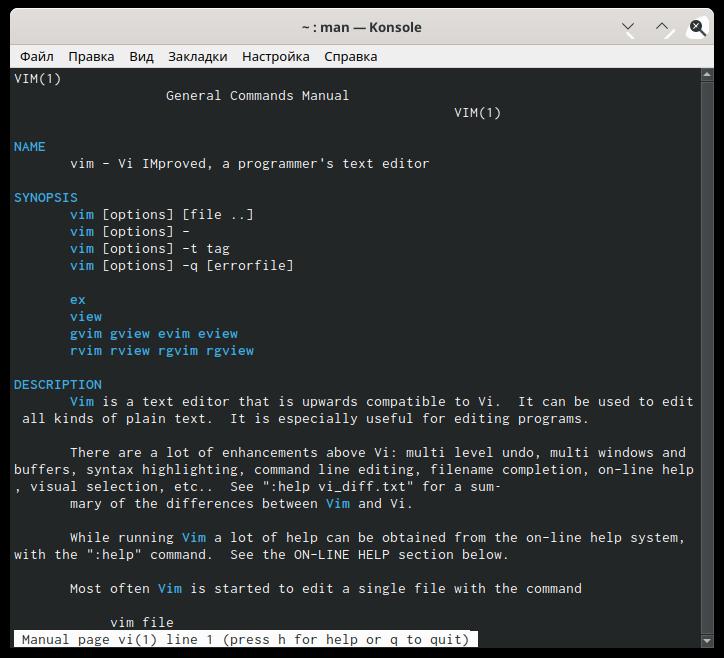 ~ : man — Konsole
Файл Правка Вид Закладки Настройка Справка
VIM(1)
General Commands Manual
VIM(1)
NAME
vim – Vi IMproved, a programmer's text editor
SYNOPSIS
vim [options] [file ..]
vim [options] –
vim [options] –t tag
vim [options] –q [errorfile]
ex
view
gvim gview evim eview
rvim rview rgvim rgview
DESCRIPTION
Vim is a text editor that is upwards compatible to Vi.  It can be used to edit
all kinds of plain text.  It is especially useful for editing programs.
There are a lot of enhancements above Vi: multi level undo, multi windows and
buffers, syntax highlighting, command line editing, filename completion, on–line help
, visual selection, etc..  See ":help vi_diff.txt" for a sum‐
mary of the differences between Vim and Vi.
While running Vim a lot of help can be obtained from the on–line help system,
with the ":help" command.  See the ON–LINE HELP section below.
Most often Vim is started to edit a single file with the command
vim file
Manual page vi(1) line 1 (press h for help or q to quit)